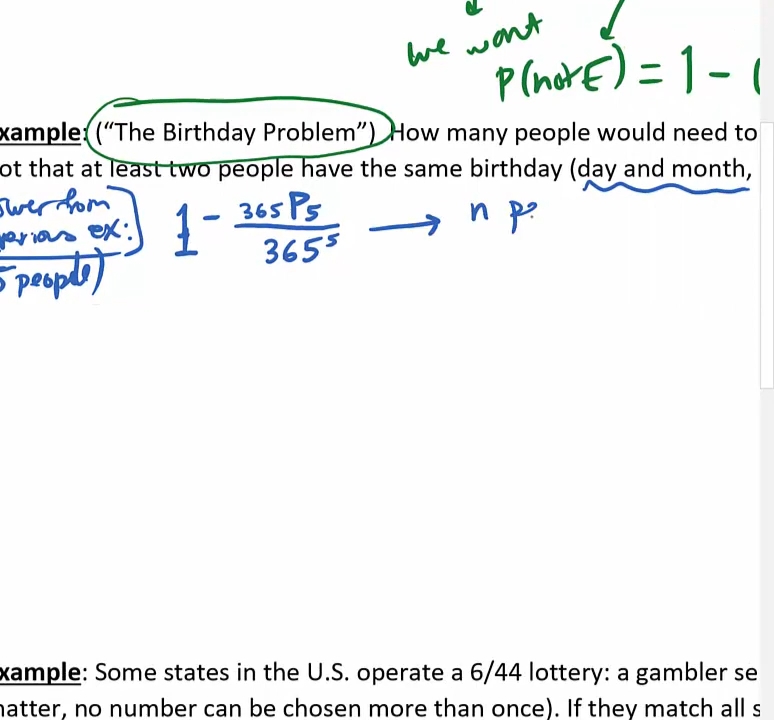 we want
P(not E) = 1 - (
xample: ("The Birthday Problem") How many people would need to
ot that at least two people have the same birthday (day and month,
swer from
verious ex:
5 people)
1 - 365P5 / 365^5 → n p
xample: Some states in the U.S. operate a 6/44 lottery: a gambler se
natter, no number can be chosen more than once). If they match all s